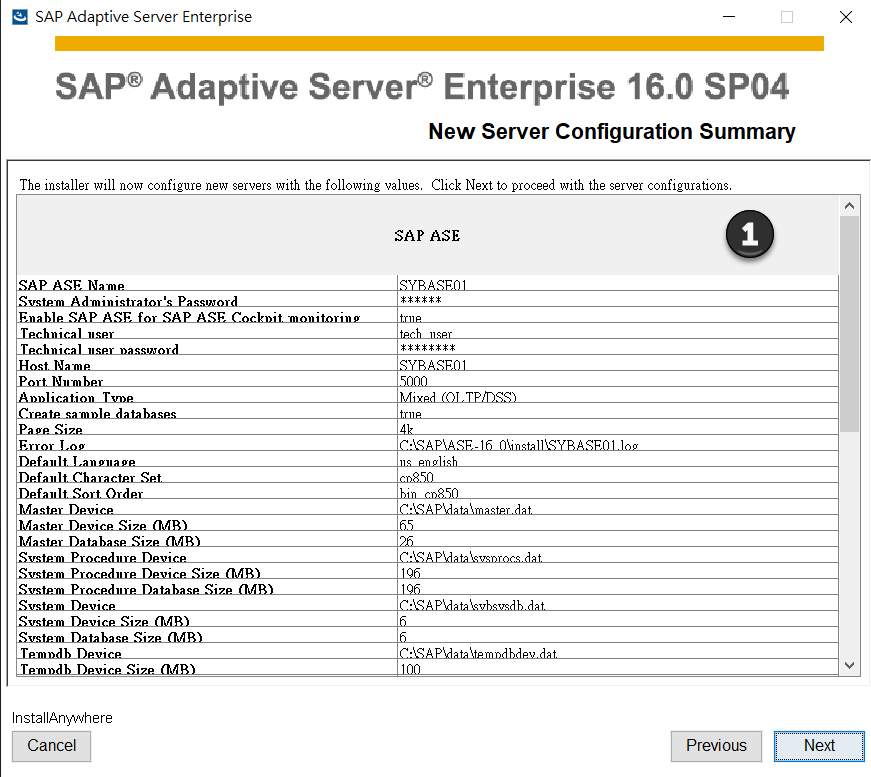 SAP Adaptive Server Enterprise
SAP® Adaptive Server® Enterprise 16.0 SP04
New Server Configuration Summary
The installer will now configure new servers with the following values. Click Next to proceed with the server configurations.
SAP ASE
1
SAP ASE Name SYBASE01
System Administrator's Password ******
Enable SAP ASE for SAP ASE Cockpit monitoring true
Technical user tech_user
Technical user password ********
Host Name SYBASE01
Port Number 5000
Application Type Mixed (OLTP/DSS)
Create sample databases true
Page Size 4k
Error Log C:\SAP\ASE-16_0\install\SYBASE01.log
Default Language us_english
Default Character Set cp850
Default Sort Order bin_cp850
Master Device C:\SAP\data\master.dat
Master Device Size (MB) 65
Master Database Size (MB) 26
System Procedure Device C:\SAP\data\sysprocs.dat
System Procedure Device Size (MB) 196
System Procedure Database Size (MB) 196
System Device C:\SAP\data\sybsysdb.dat
System Device Size (MB) 6
System Database Size (MB) 6
Tempdb Device C:\SAP\data\tempdbdev.dat
Tempdb Device Size (MB) 100
InstallAnywhere
Cancel Previous Next